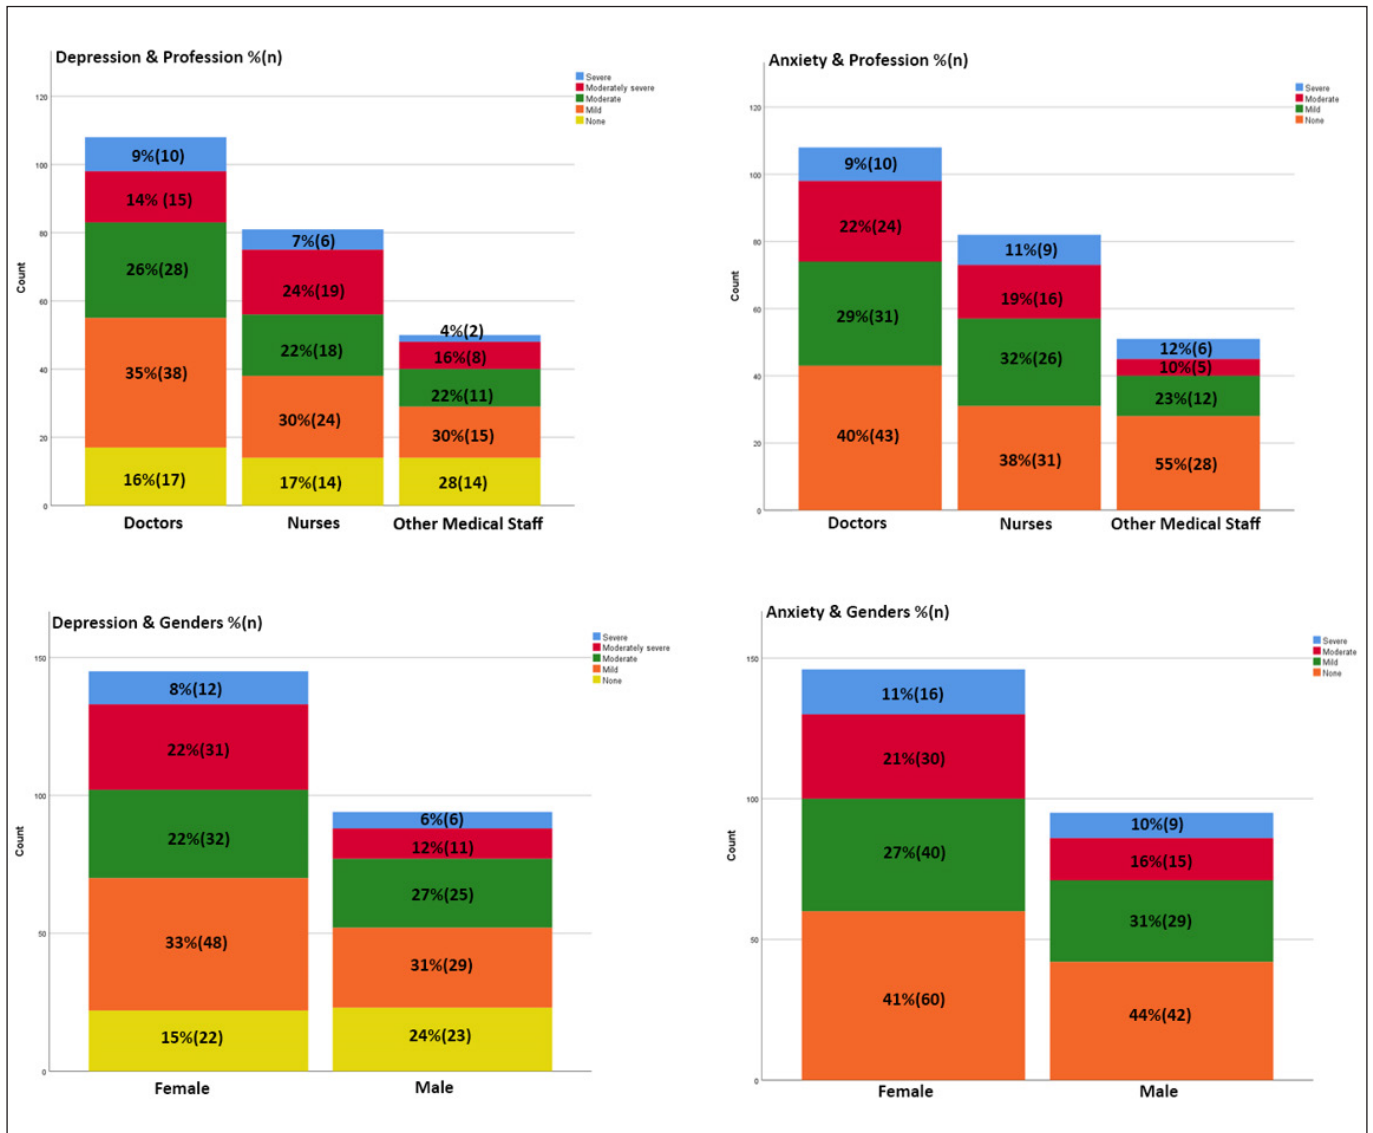 Depression & Profession %(n)
Severe
Moderately severe
Moderate
Mild
None
120
100
80
60
40
20
0
Count
9%(10)
14% (15)
26%(28)
35%(38)
16%(17)
7%(6)
24%(19)
22%(18)
30%(24)
17%(14)
4%(2)
16%(8)
22%(11)
30%(15)
28(14)
Doctors
Nurses
Other Medical Staff
Anxiety & Profession %(n)
Severe
Moderate
Mild
None
120
100
80
60
40
20
0
Count
9%(10)
22%(24)
29%(31)
40%(43)
11%(9)
19%(16)
32%(26)
38%(31)
12%(6)
10%(5)
23%(12)
55%(28)
Doctors
Nurses
Other Medical Staff
Depression & Genders %(n)
Severe
Moderately severe
Moderate
Mild
None
150
100
50
0
Count
8%(12)
22%(31)
22%(32)
33%(48)
15%(22)
6%(6)
12%(11)
27%(25)
31%(29)
24%(23)
Female
Male
Anxiety & Genders %(n)
Severe
Moderate
Mild
None
150
100
50
0
Count
11%(16)
21%(30)
27%(40)
41%(60)
10%(9)
16%(15)
31%(29)
44%(42)
Female
Male